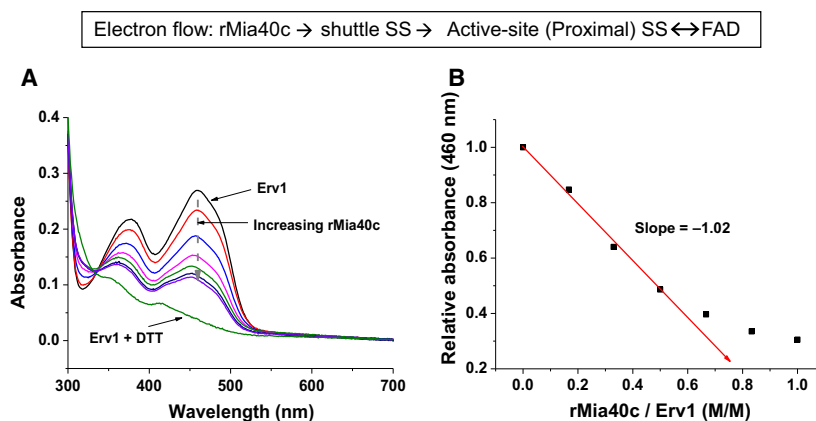 Electron flow: rMia40c → shuttle SS → Active-site (Proximal) SS ↔ FAD
A
B
0.4
0.3
0.2
0.1
0.0
Absorbance
Erv1
Increasing rMia40c
Erv1 + DTT
300
400
500
600
700
Wavelength (nm)
Relative absorbance (460 nm)
1.0
0.8
0.6
0.4
0.2
Slope = –1.02
0.0
0.2
0.4
0.6
0.8
1.0
rMia40c / Erv1 (M/M)